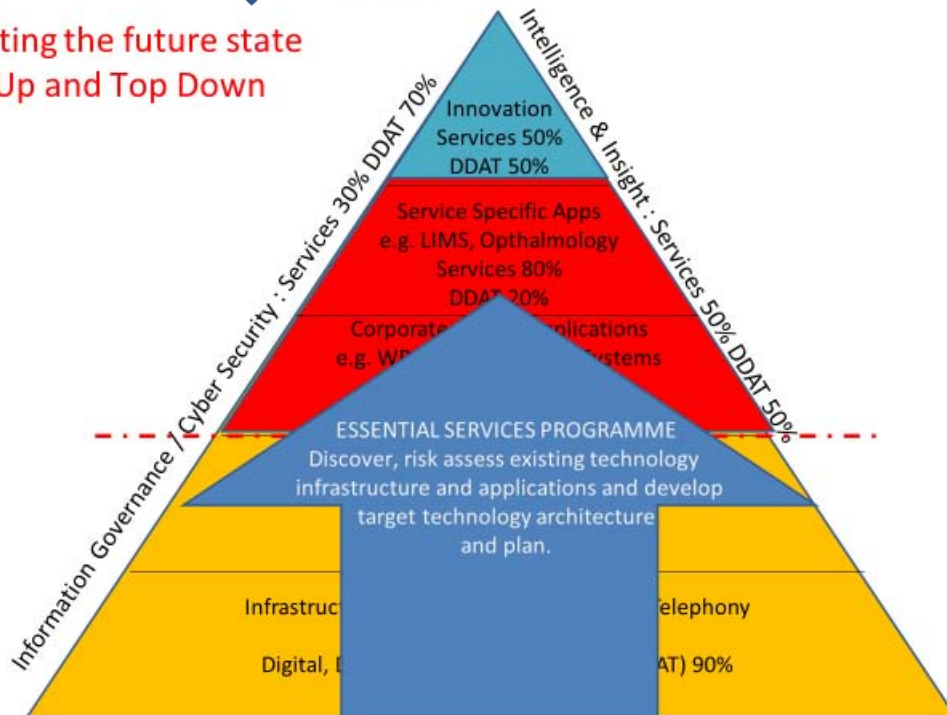 ting the future state
Up and Top Down
Information Governance / Cyber Security : Services 30% DDAT 70%
Intelligence & Insight : Services 50% DDAT 50%
Innovation
Services 50%
DDAT 50%
Service Specific Apps
e.g. LIMS, Opthalmology
Services 80%
DDAT 20%
Corporate plications
e.g. Systems
ESSENTIAL SERVICES PROGRAMME
Discover, risk assess existing technology
infrastructure and applications and develop
target technology architecture
and plan.
Infrastruct elephony
Digital, AT) 90%